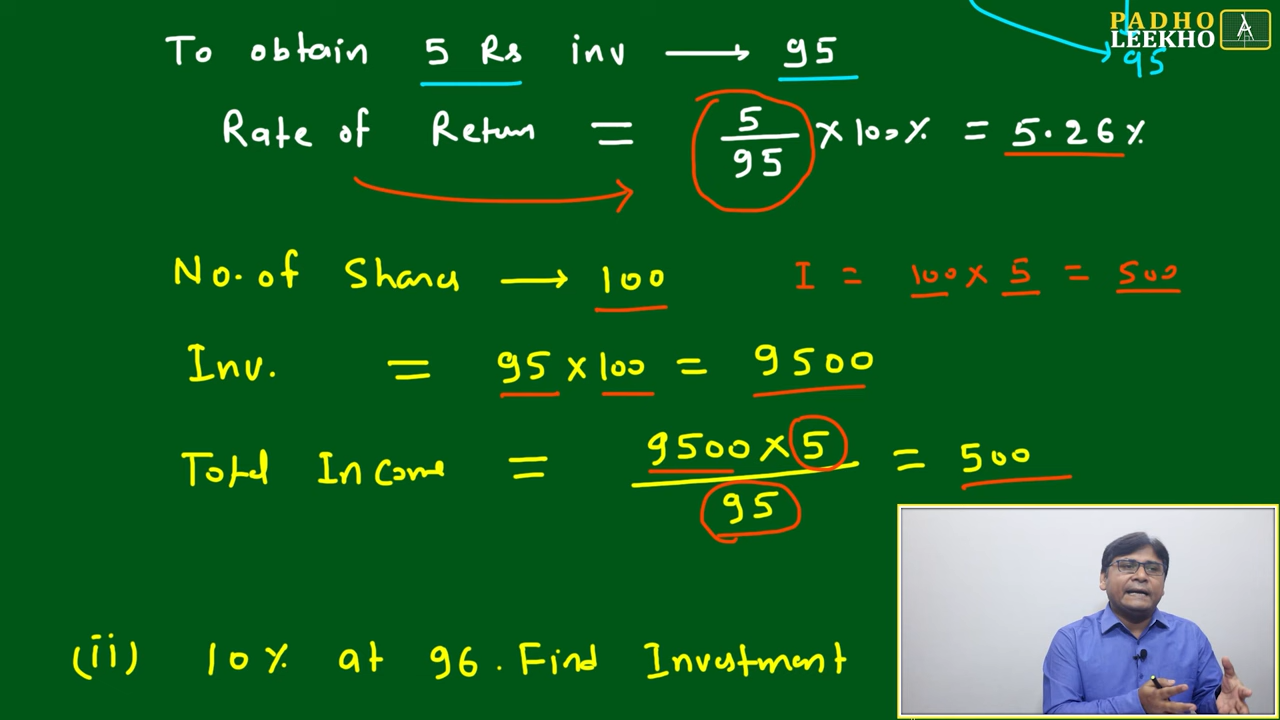 PADHO
LEEKHO
95
To obtain 5 Rs inv ⟶ 95
Rate of Return = 5/95 × 100% = 5.26%
No. of Shares ⟶ 100 I = 100 × 5 = 500
Inv. = 95 × 100 = 9500
Total Income = 9500 × 5 / 95 = 500
(ii) 10% at 96. Find Investment